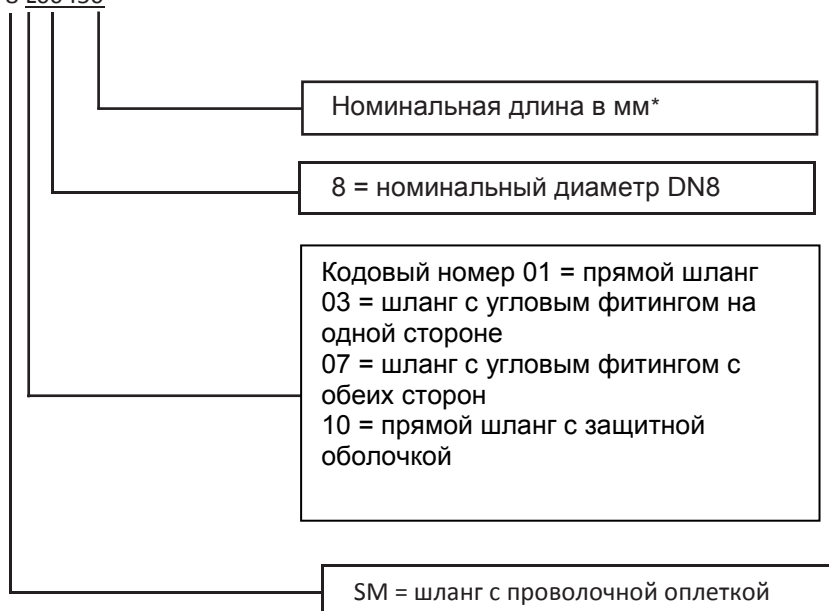 Номинальная длина в мм*
8 = номинальный диаметр DN8
Кодовый номер 01 = прямой шланг
03 = шланг с угловым фитингом на
одной стороне
07 = шланг с угловым фитингом с
обеих сторон
10 = прямой шланг с защитной
оболочкой
SM = шланг с проволочной оплеткой